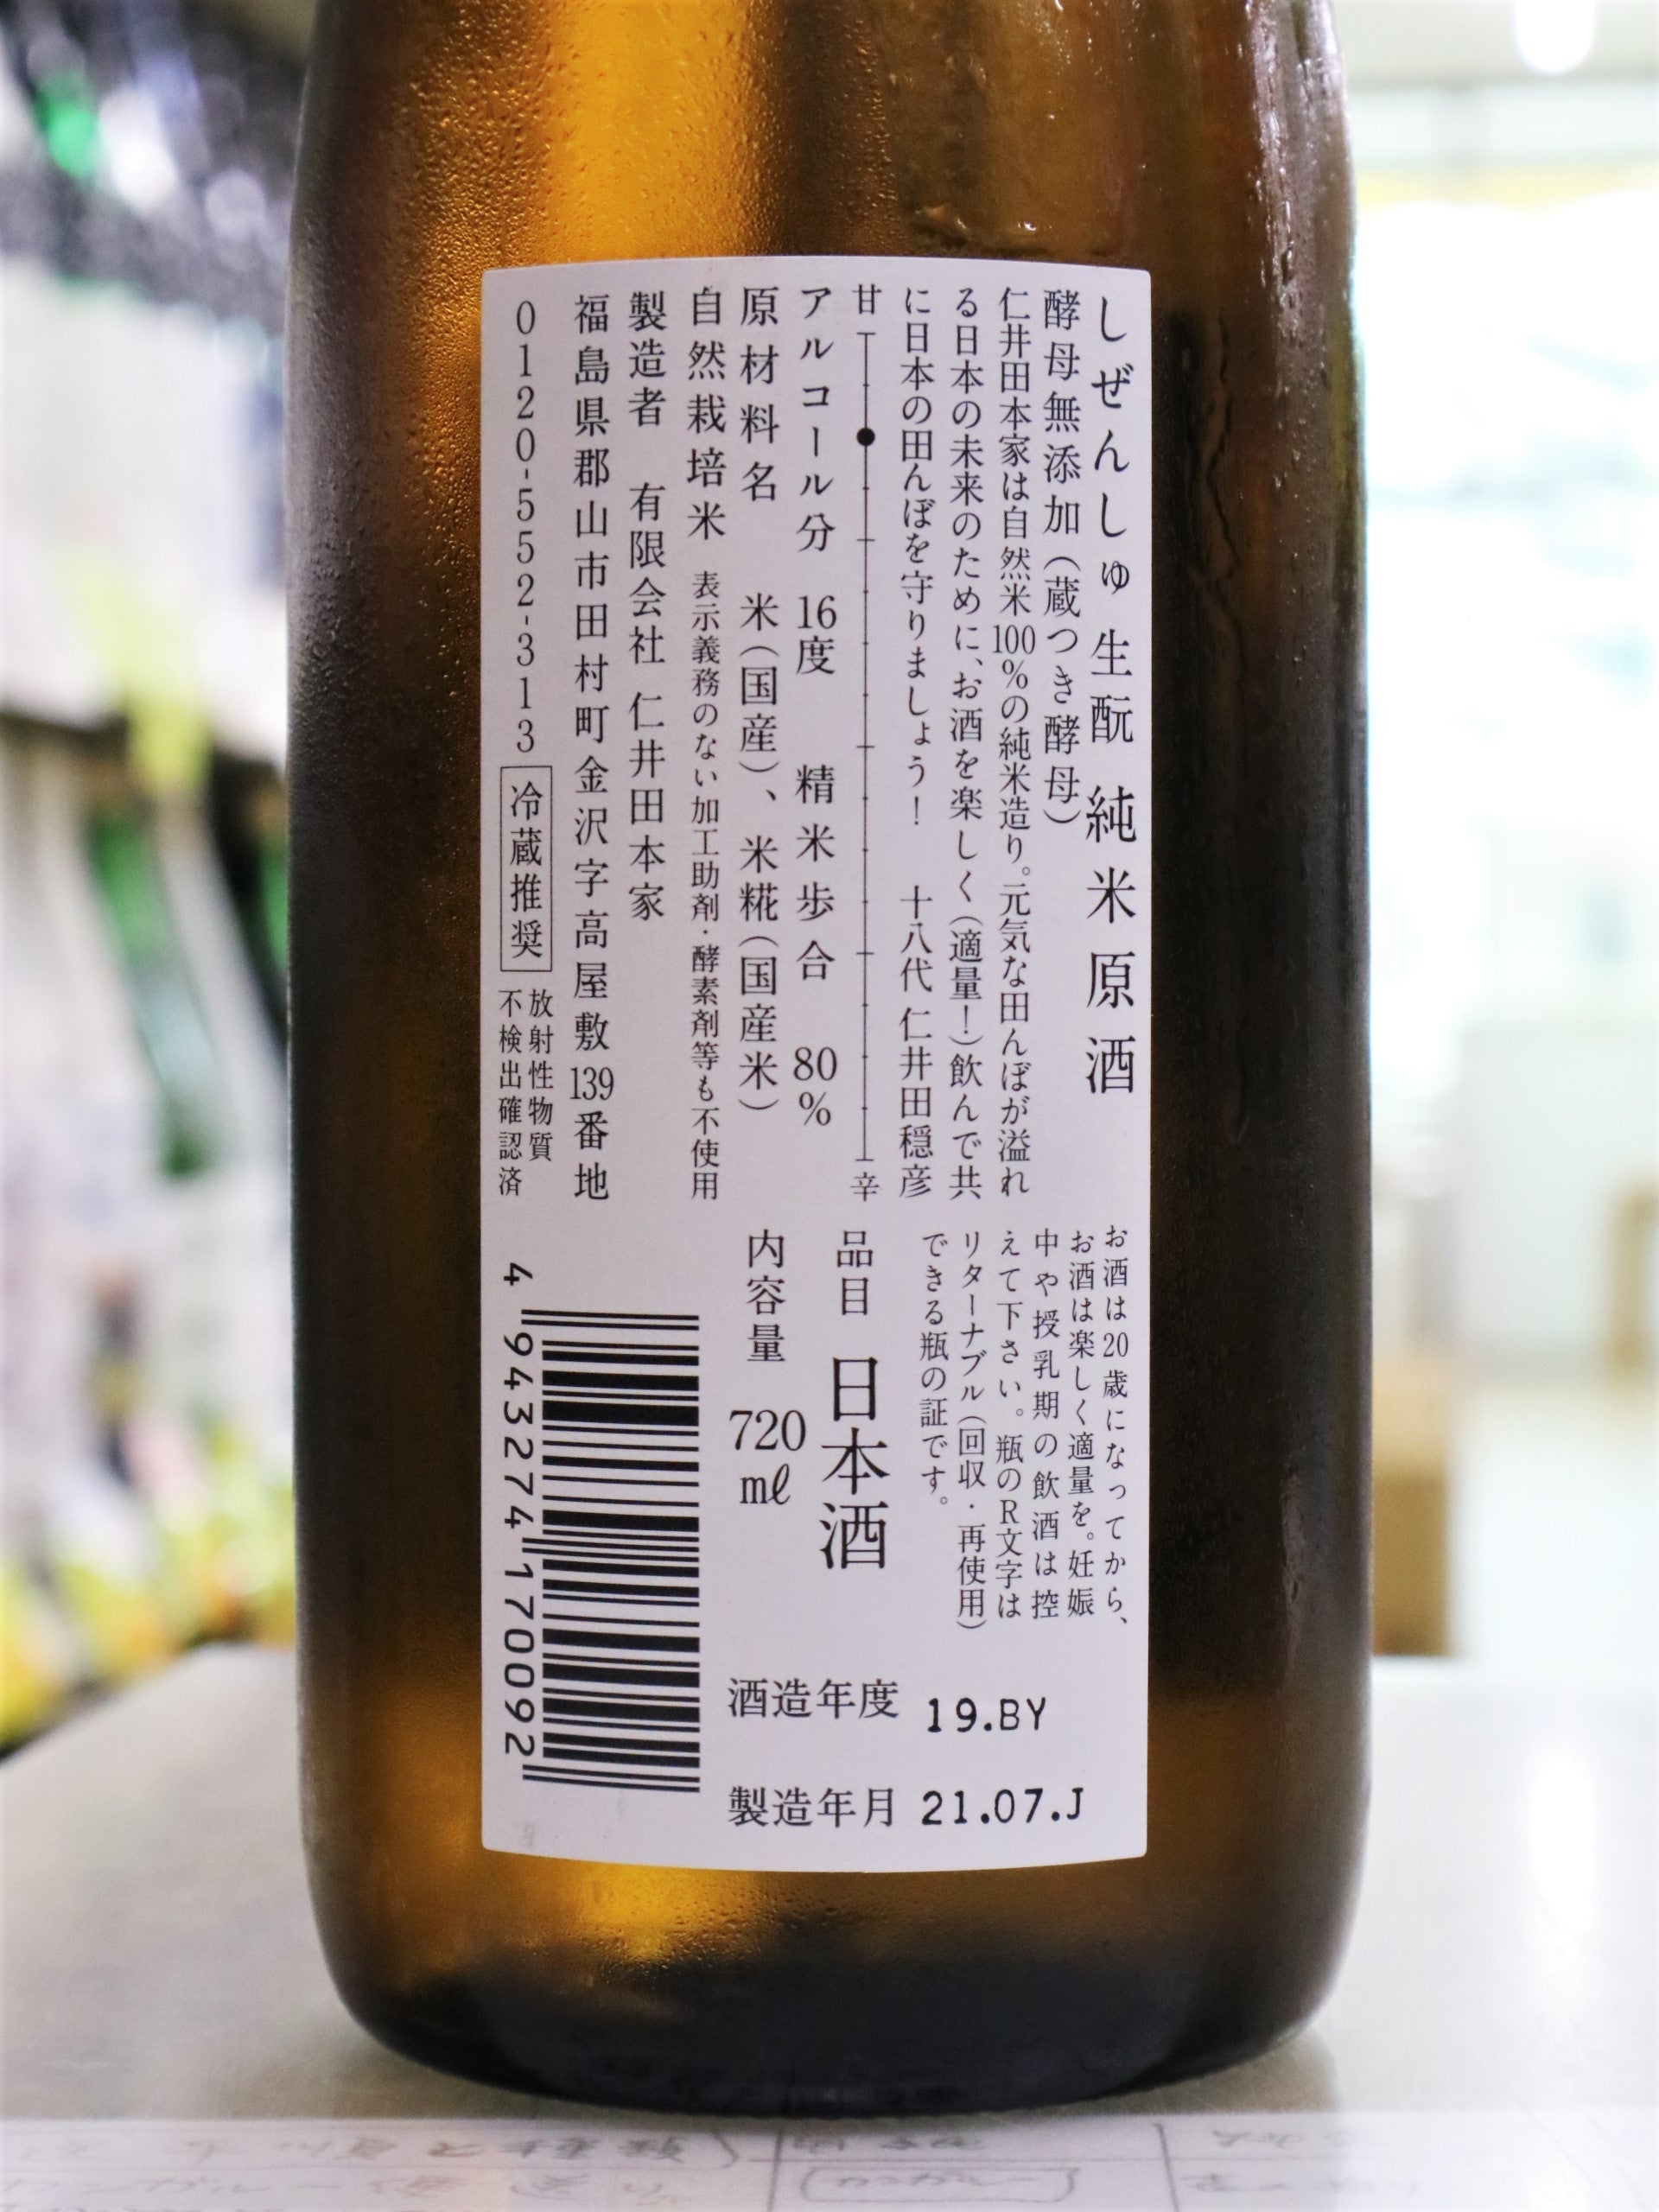 しぜんしゅ 生酛 純米原酒
酵母無添加（蔵つき酵母）
仁井田本家は自然米100%の純米造り。元気な田んぼが溢れ
る日本の未来のために、お酒を楽しく（適量！）飲んで共
に日本の田んぼを守りましょう！ 十八代 仁井田穏彦
甘 辛
アルコール分 16度 精米歩合 80%
原材料名 米（国産）、米糀（国産米）
自然栽培米 表示義務のない加工助剤・酵素剤等も不使用
製造者 有限会社 仁井田本家
福島県郡山市田村町金沢字高屋敷139番地
0120-552-313 冷蔵推奨
放射性物質
不検出確認済
お酒は20歳になってから、
お酒は楽しく適量を。妊娠
中や授乳期の飲酒は控
えて下さい。瓶のR文字は
リターナブル（回収・再使用）
できる瓶の証です。
品目 日本酒
内容量 720㎖
4 943274 170092
酒造年度 19.BY
製造年月 21.07.J